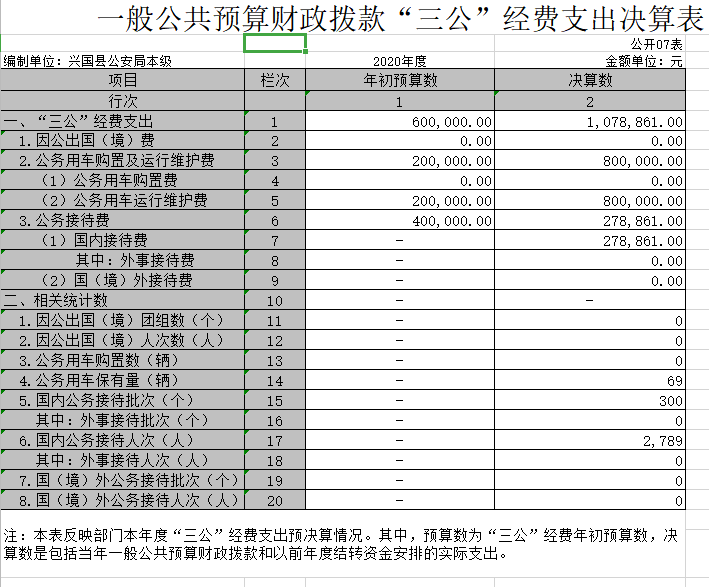 一般公共预算财政拨款“三公”经费支出决算表
公开07表
编制单位：兴国县公安局本级 2020年度 金额单位：元
项目 栏次 年初预算数 决算数
行次 1 2
一、“三公”经费支出 1 600,000.00 1,078,861.00
1.因公出国（境）费 2 0.00 0.00
2.公务用车购置及运行维护费 3 200,000.00 800,000.00
（1）公务用车购置费 4 0.00 0.00
（2）公务用车运行维护费 5 200,000.00 800,000.00
3.公务接待费 6 400,000.00 278,861.00
（1）国内接待费 7 － 278,861.00
其中：外事接待费 8 － 0.00
（2）国（境）外接待费 9 － 0.00
二、相关统计数 10 － －
1.因公出国（境）团组数（个） 11 － 0
2.因公出国（境）人次数（人） 12 － 0
3.公务用车购置数（辆） 13 － 0
4.公务用车保有量（辆） 14 － 69
5.国内公务接待批次（个） 15 － 300
其中：外事接待批次（个） 16 － 0
6.国内公务接待人次（人） 17 － 2,789
其中：外事接待人次（人） 18 － 0
7.国（境）外公务接待批次（个） 19 － 0
8.国（境）外公务接待人次（人） 20 － 0
注：本表反映部门本年度“三公”经费支出预决算情况。其中，预算数为“三公”经费年初预算数，决
算数是包括当年一般公共预算财政拨款和以前年度结转资金安排的实际支出。